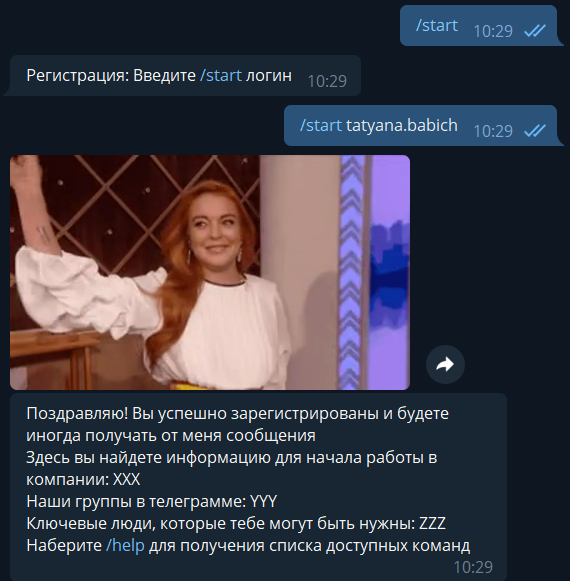 /start 10:29
Регистрация: Введите /start логин 10:29
/start tatyana.babich 10:29
Поздравляю! Вы успешно зарегистрированы и будете
иногда получать от меня сообщения
Здесь вы найдете информацию для начала работы в
компании: XXX
Наши группы в телеграмме: YYY
Ключевые люди, которые тебе могут быть нужны: ZZZ
Наберите /help для получения списка доступных команд
10:29